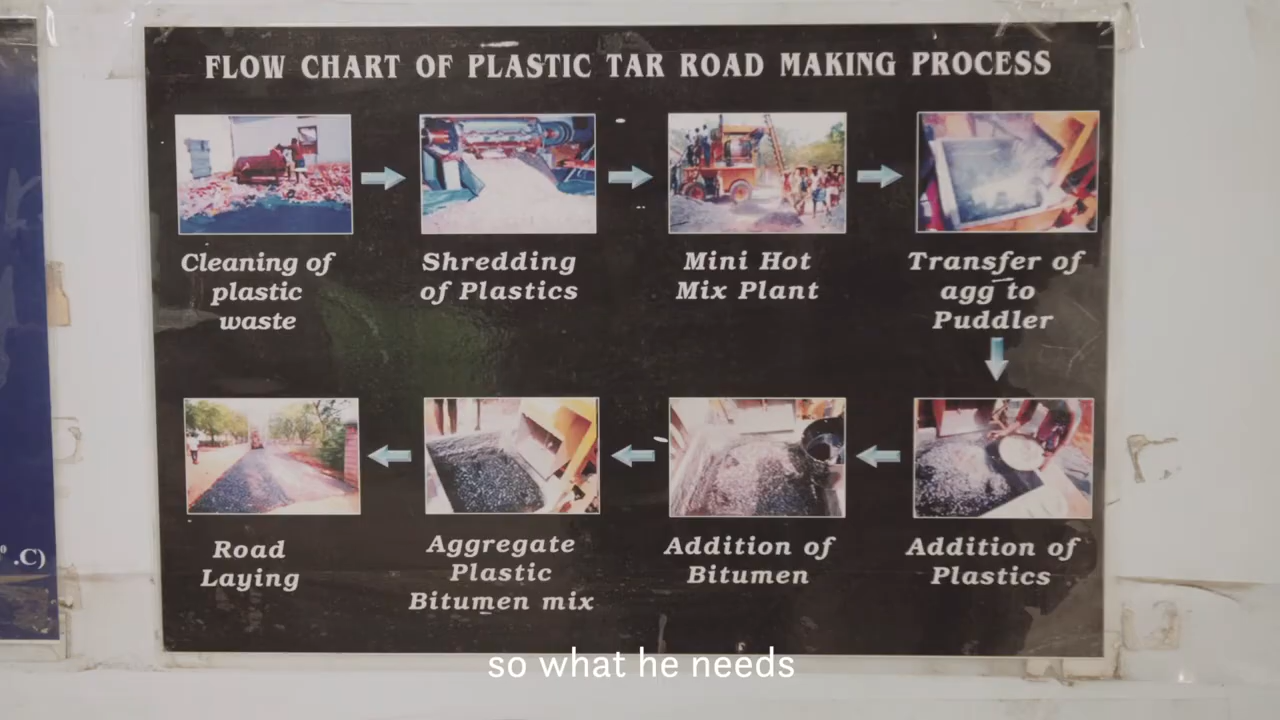 FLOW CHART OF PLASTIC TAR ROAD MAKING PROCESS
Cleaning of
plastic
waste
Shredding
of Plastics
Mini Hot
Mix Plant
Transfer of
agg to
Puddler
Addition of
Plastics
Addition of
Bitumen
Aggregate
Plastic
Bitumen mix
Road
Laying
° .C)
so what he needs